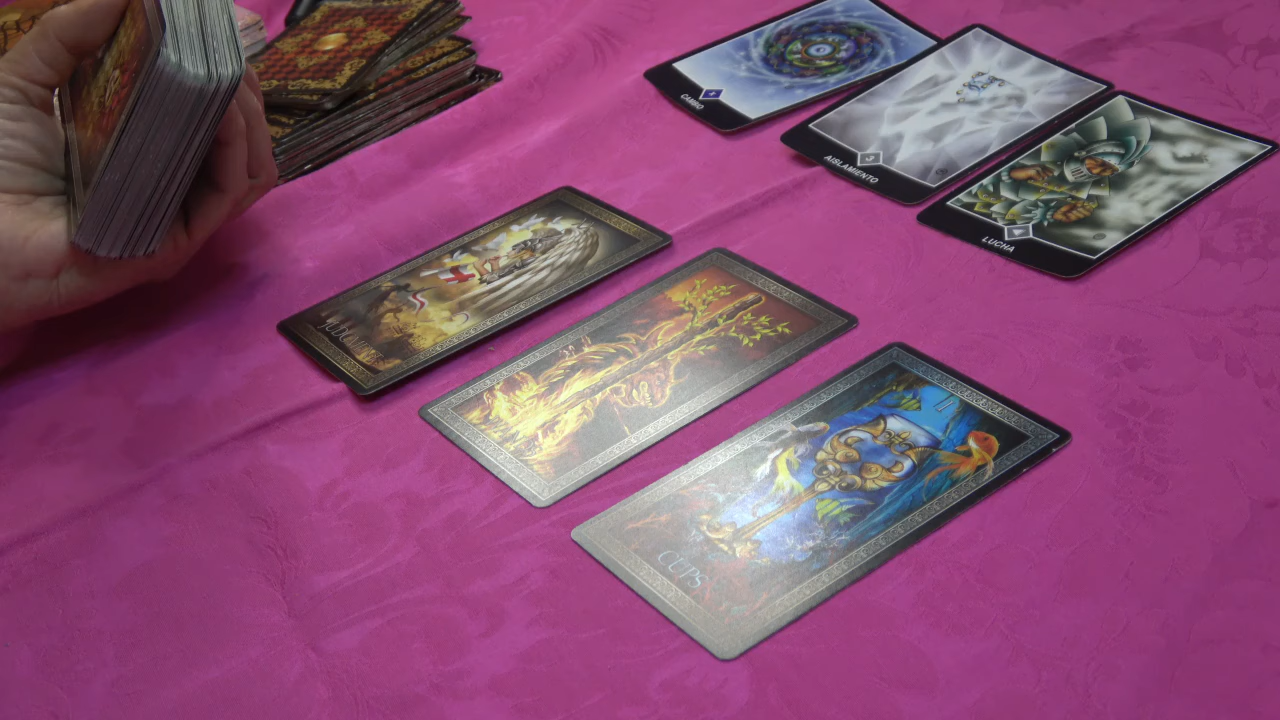 CAMBIO
AISLAMIENTO
LUCHA
JUDGMENT
I
CUPS